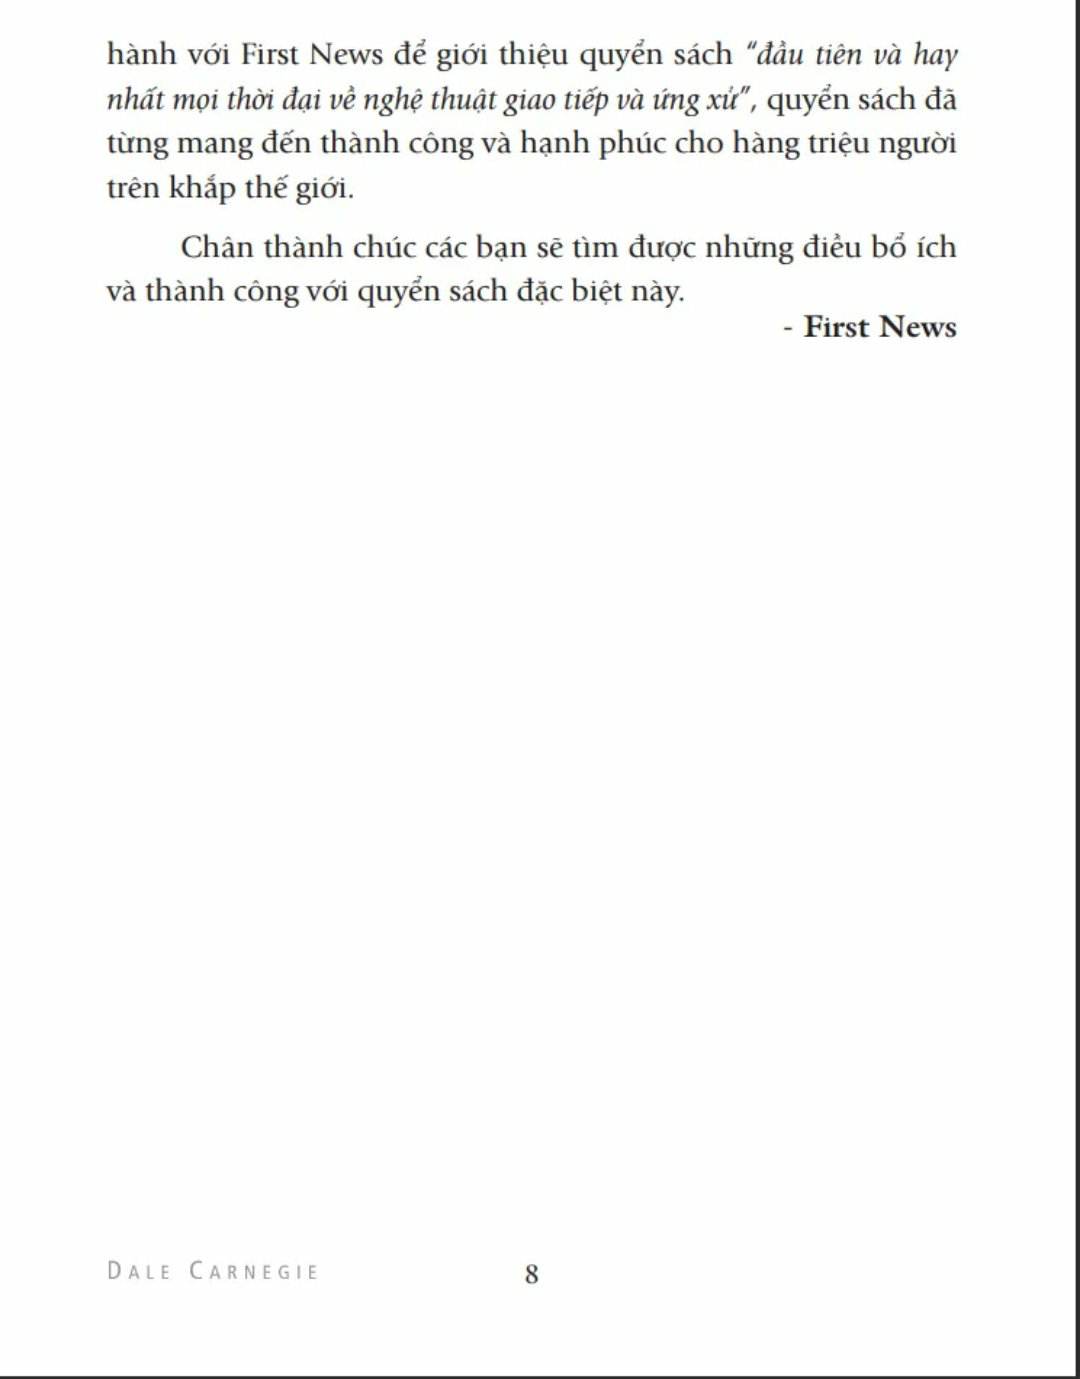 hành với First News để giới thiệu quyển sách “đầu tiên và hay
nhất mọi thời đại về nghệ thuật giao tiếp và ứng xử”, quyển sách đã
từng mang đến thành công và hạnh phúc cho hàng triệu người
trên khắp thế giới.
Chân thành chúc các bạn sẽ tìm được những điều bổ ích
và thành công với quyển sách đặc biệt này.
- First News
DALE CARNEGIE
8